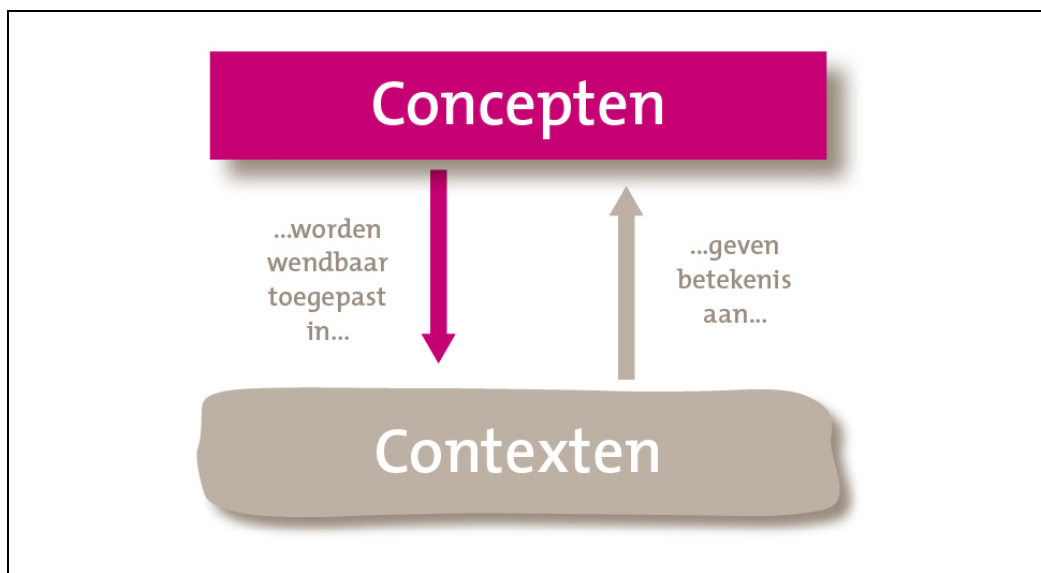 Concepten
...worden
wendbaar
toegepast
in...
...geven
betekenis
aan...
Contexten